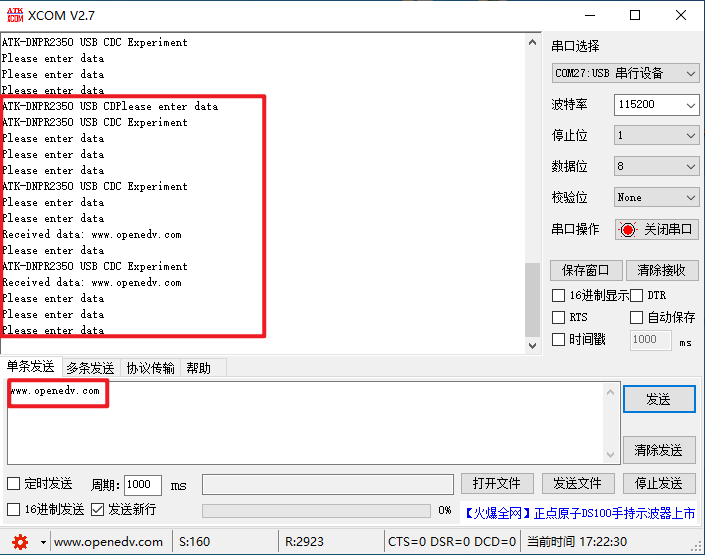 ATK
XCOM XCOM V2.7
ATK-DNPR2350 USB CDC Experiment
Please enter data
Please enter data
Please enter data
ATK-DNPR2350 USB CDPlease enter data
ATK-DNPR2350 USB CDC Experiment
Please enter data
Please enter data
Please enter data
ATK-DNPR2350 USB CDC Experiment
Please enter data
Please enter data
Received data: www.openedv.com
Please enter data
ATK-DNPR2350 USB CDC Experiment
Received data: www.openedv.com
Please enter data
Please enter data
Please enter data
串口选择
COM27:USB 串行设备
波特率 115200
停止位 1
数据位 8
校验位 None
串口操作 关闭串口
保存窗口 清除接收
16进制显示 DTR
RTS 自动保存
时间戳 1000 ms
单条发送 多条发送 协议传输 帮助
www.openedv.com
发送
清除发送
定时发送 周期: 1000 ms 打开文件 发送文件 停止发送
16进制发送 发送新行 0% 【火爆全网】正点原子DS100手持示波器上市
www.openedv.com S:160 R:2923 CTS=0 DSR=0 DCD=0 当前时间 17:22:30